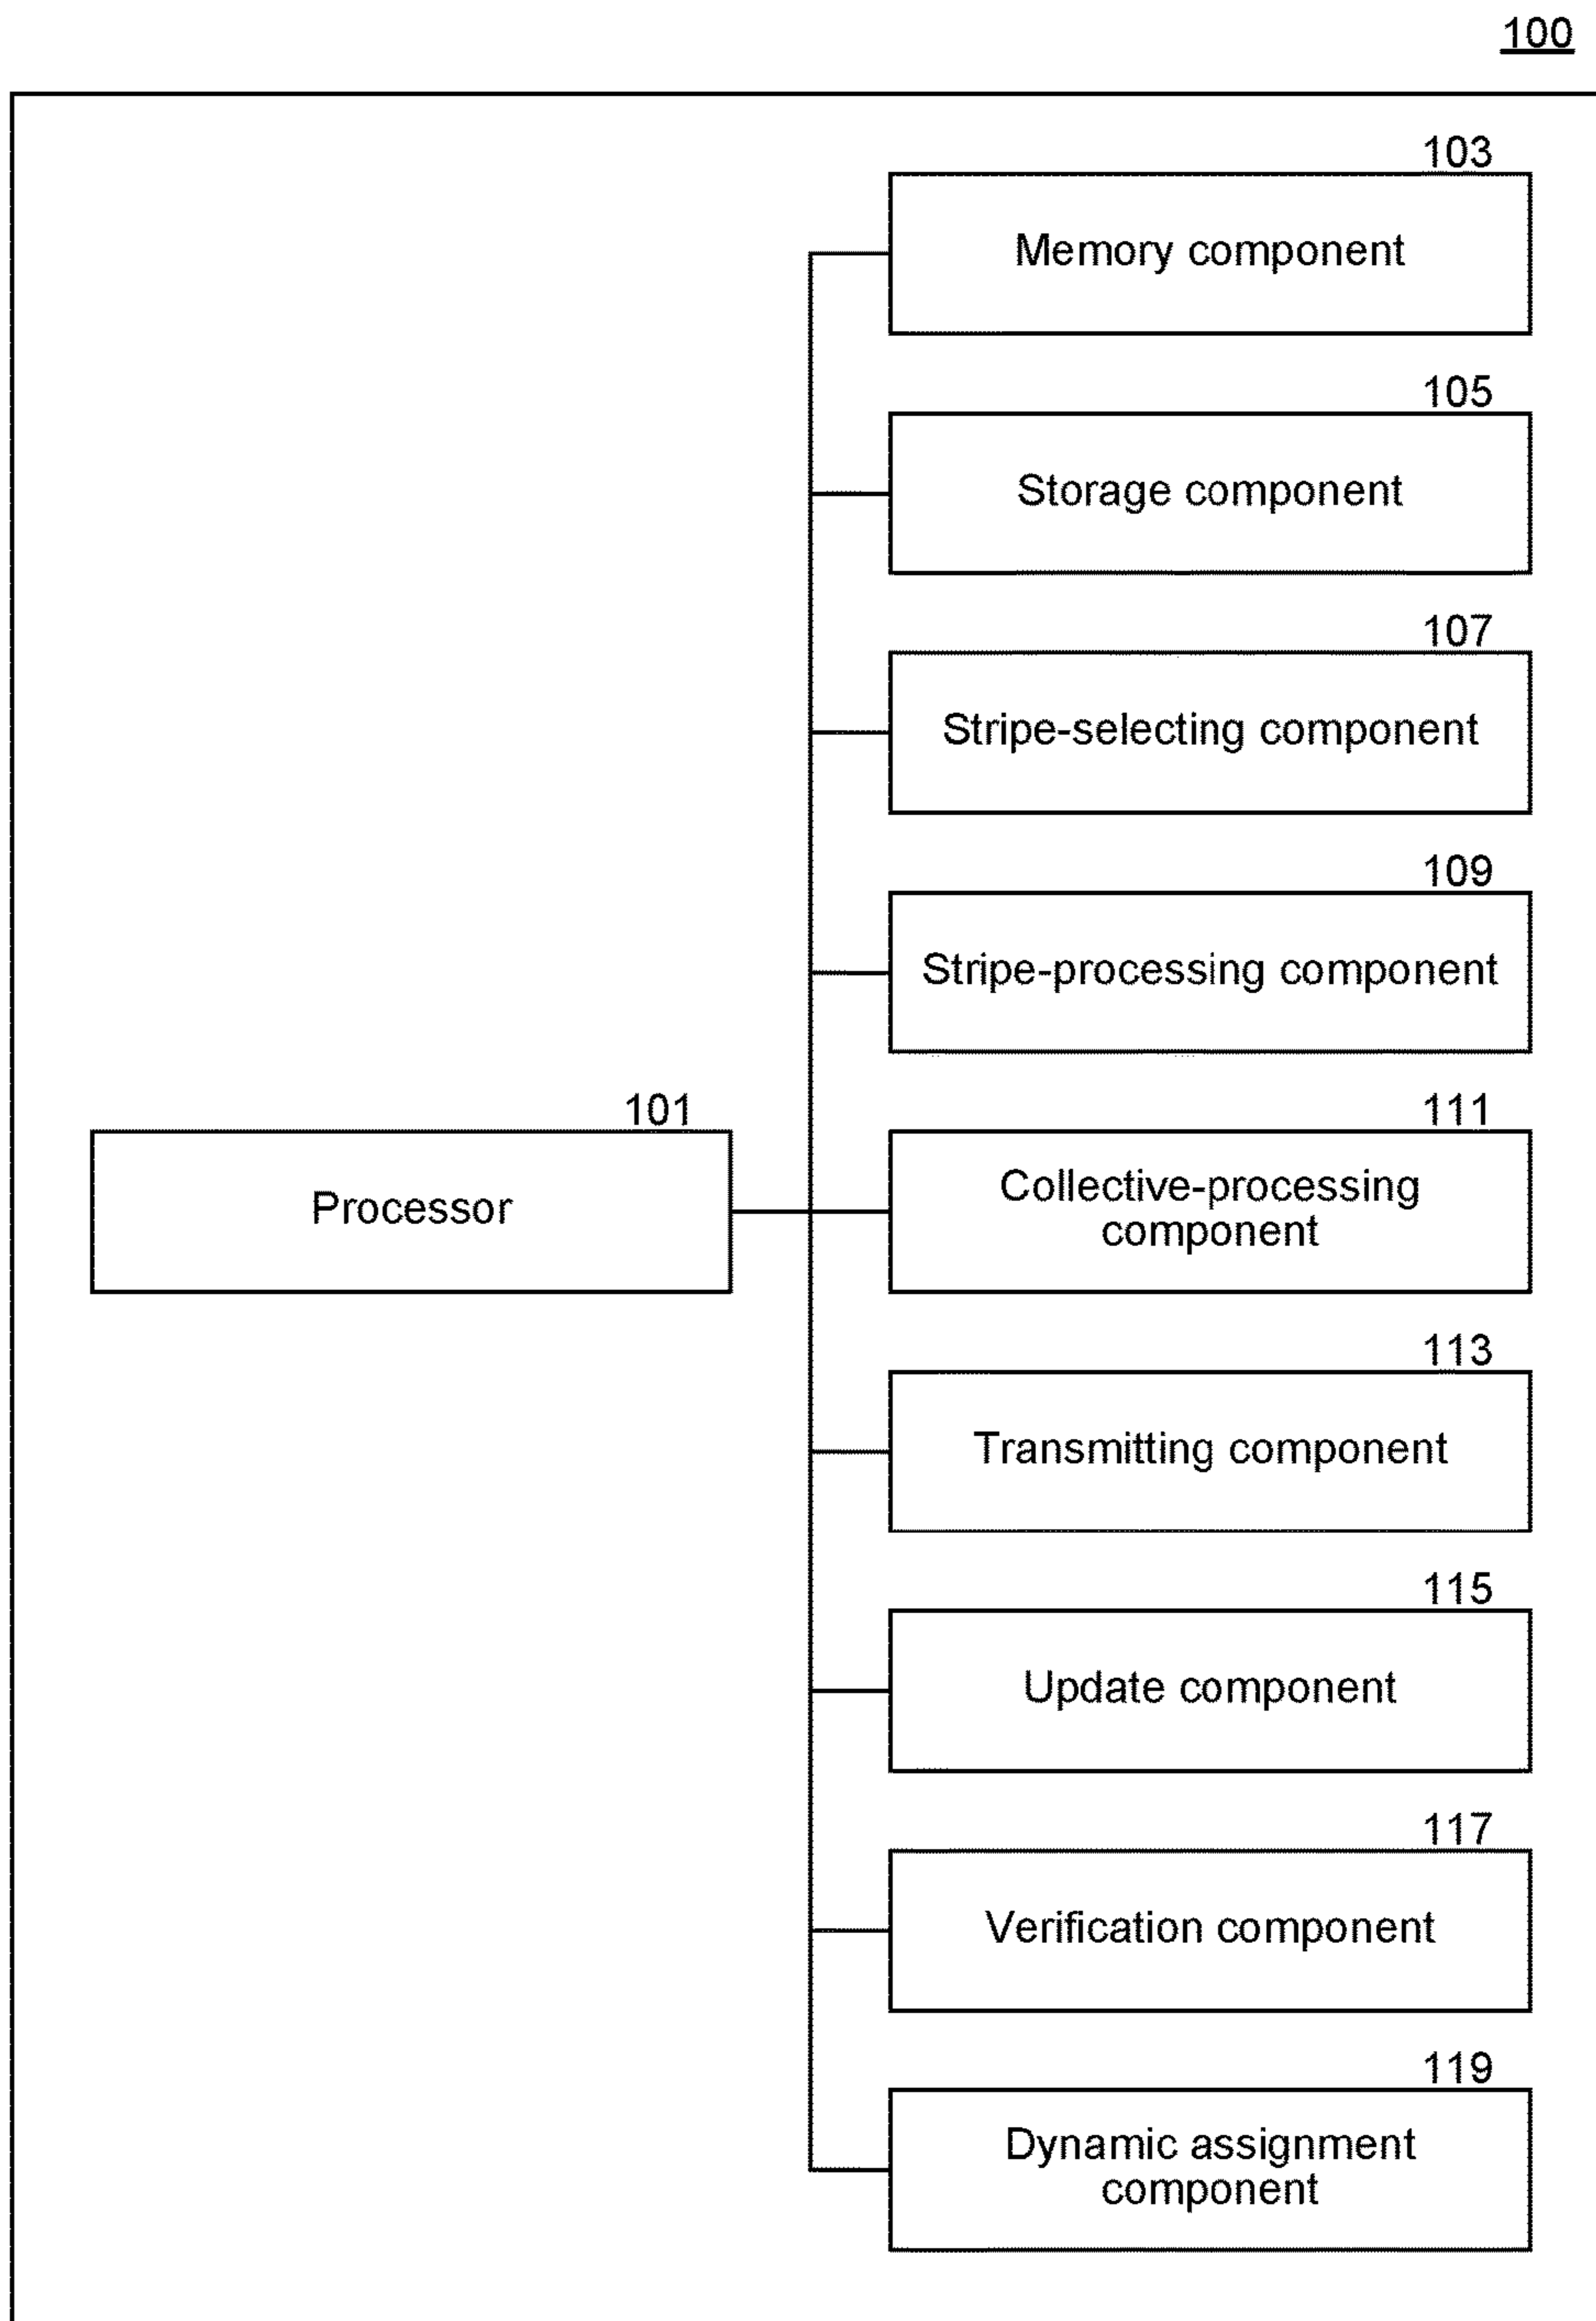 100
103
Memory component
105
Storage component
107
Stripe-selecting component
109
Stripe-processing component
101
Processor
111
Collective-processing
component
113
Transmitting component
115
Update component
117
Verification component
119
Dynamic assignment
component